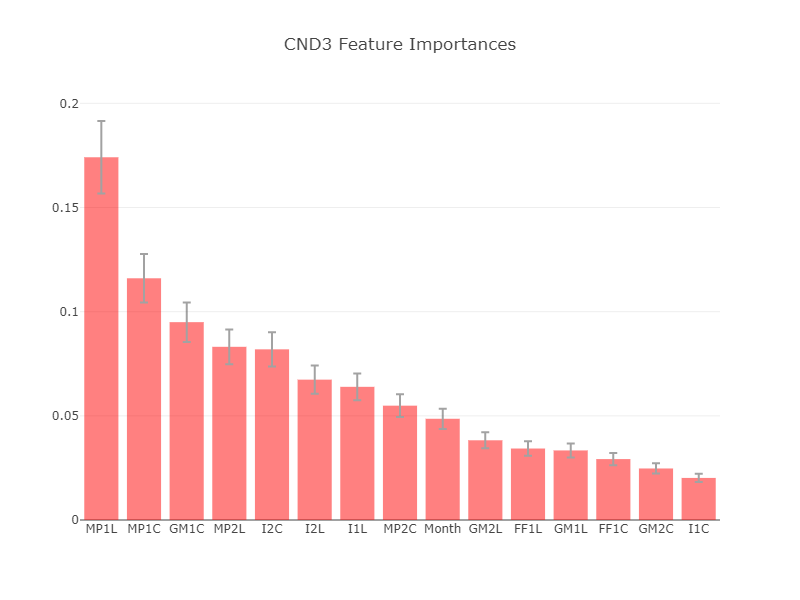 CND3 Feature Importances
0.2
0.15
0.1
0.05
0
MP1L MP1C GM1C MP2L I2C I2L I1L MP2C Month GM2L FF1L GM1L FF1C GM2C I1C